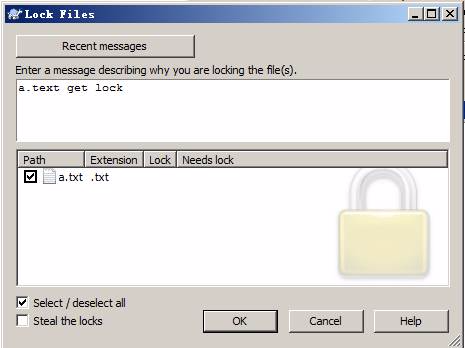 Lock Files
Recent messages
Enter a message describing why you are locking the file(s).
a.text get lock
Path Extension Lock Needs lock
a.txt .txt
Select / deselect all
Steal the locks
OK Cancel Help